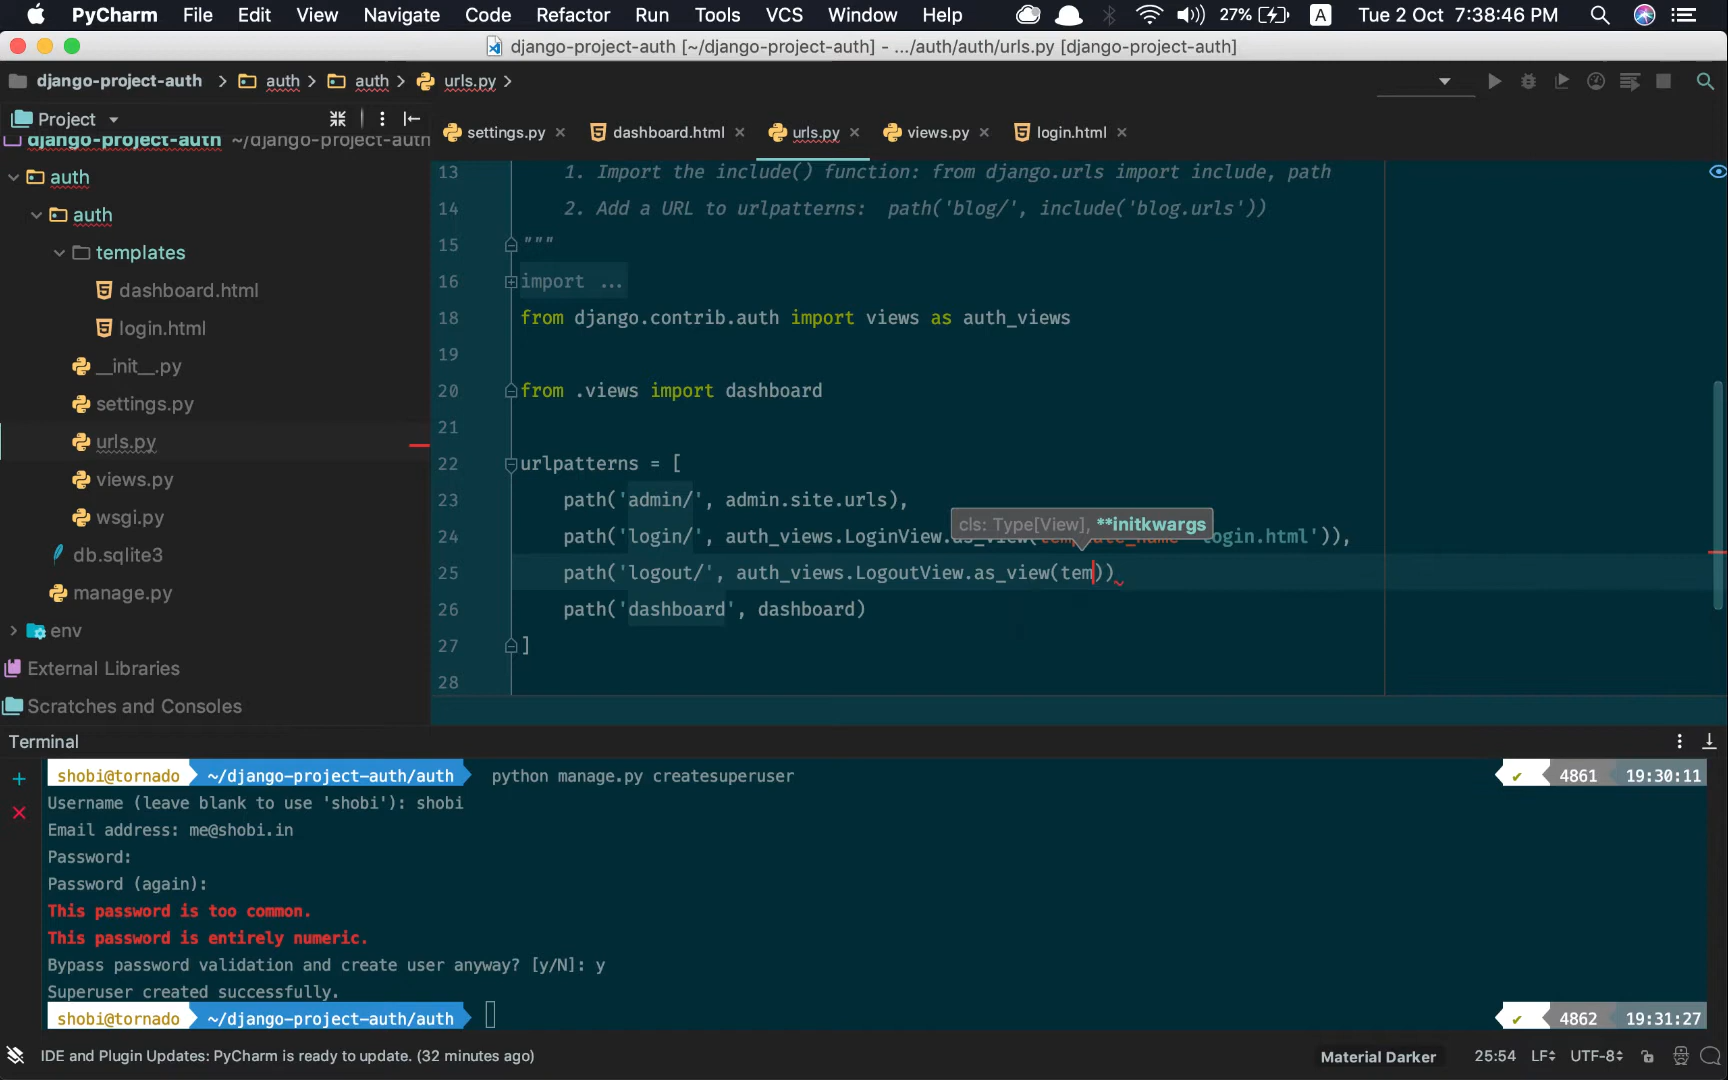 PyCharm File Edit View Navigate Code Refactor Run Tools VCS Window Help 27% A Tue 2 Oct 7:38:46 PM
django-project-auth [~/django-project-auth] - .../auth/auth/urls.py [django-project-auth]
django-project-auth auth auth urls.py
Project
settings.py dashboard.html urls.py views.py login.html
django-project-auth ~/django-project-auth
auth
auth
templates
dashboard.html
login.html
__init__.py
settings.py
urls.py
views.py
wsgi.py
db.sqlite3
manage.py
env
External Libraries
Scratches and Consoles
13 1. Import the include() function: from django.urls import include, path
14 2. Add a URL to urlpatterns:  path('blog/', include('blog.urls'))
15 """
16 import ...
18 from django.contrib.auth import views as auth_views
19
20 from .views import dashboard
21
22 urlpatterns = [
23 path('admin/', admin.site.urls),
cls: Type[View], **initkwargs
24 path('login/', auth_views.LoginView.as_view(template_name='login.html')),
25 path('logout/', auth_views.LogoutView.as_view(tem))
26 path('dashboard', dashboard)
27 ]
28
Terminal
shobi@tornado ~/django-project-auth/auth python manage.py createsuperuser ✔ 4861 19:30:11
Username (leave blank to use 'shobi'): shobi
Email address: me@shobi.in
Password:
Password (again):
This password is too common.
This password is entirely numeric.
Bypass password validation and create user anyway? [y/N]: y
Superuser created successfully.
shobi@tornado ~/django-project-auth/auth ✔ 4862 19:31:27
IDE and Plugin Updates: PyCharm is ready to update. (32 minutes ago) Material Darker 25:54 LF UTF-8